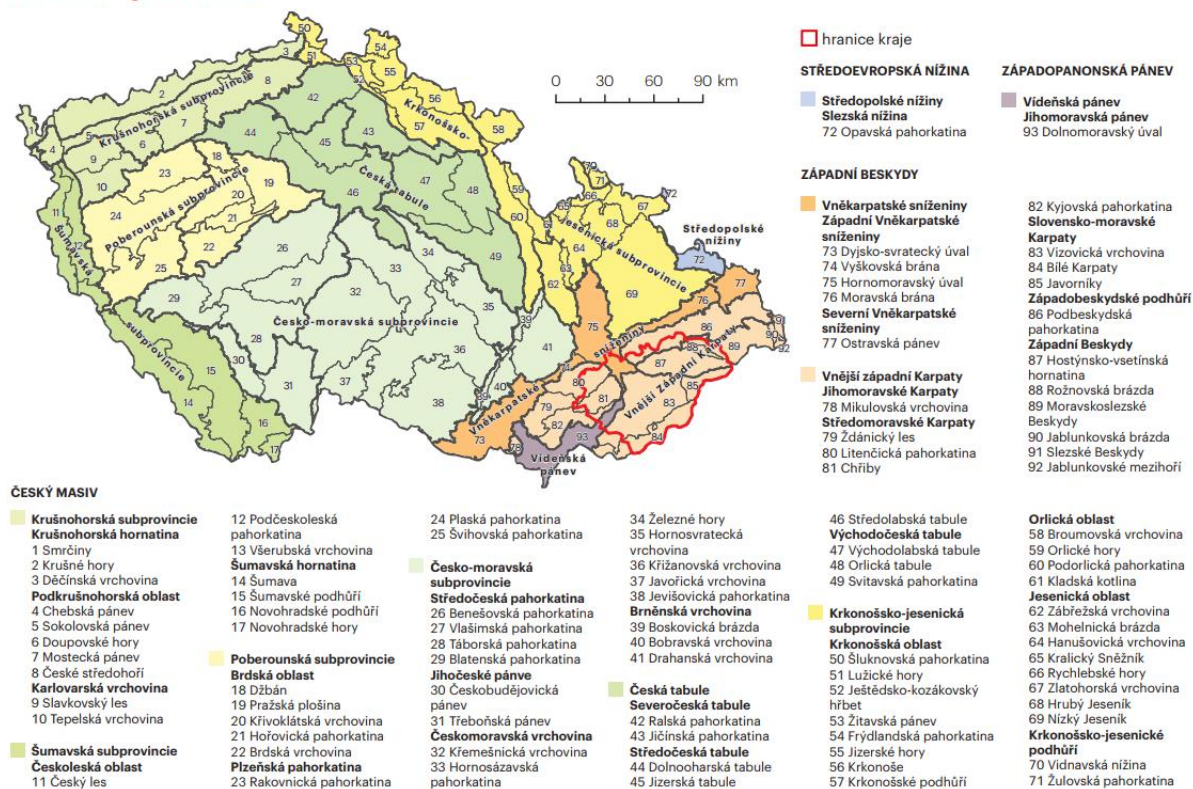 Krušnohorská subprovincie
Poberounská subprovincie
Šumavská
subprovincie
Česká tabule
Krkonošsko-
Jesenická subprovincie
Středopolské
nížiny
Česko-moravská subprovincie
Vněkarpatské
sníženiny
Vnější Západní Karpaty
Vídeňská
pánev
0 30 60 90 km
hranice kraje
STŘEDOEVROPSKÁ NÍŽINA
Středopolské nížiny
Slezská nížina
72 Opavská pahorkatina
ZÁPADOPANONSKÁ PÁNEV
Vídeňská pánev
Jihomoravská pánev
93 Dolnomoravský úval
ZÁPADNÍ BESKYDY
Vněkarpatské sníženiny
Západní Vněkarpatské
sníženiny
73 Dyjsko-svratecký úval
74 Vyškovská brána
75 Hornomoravský úval
76 Moravská brána
Severní Vněkarpatské
sníženiny
77 Ostravská pánev
Vnější západní Karpaty
Jihomoravské Karpaty
78 Mikulovská vrchovina
Středomoravské Karpaty
79 Ždánický les
80 Litenčická pahorkatina
81 Chřiby
82 Kyjovská pahorkatina
Slovensko-moravské
Karpaty
83 Vizovická vrchovina
84 Bílé Karpaty
85 Javorníky
Západobeskydské podhůří
86 Podbeskydská
pahorkatina
Západní Beskydy
87 Hostýnsko-vsetínská
hornatina
88 Rožnovská brázda
89 Moravskoslezské
Beskydy
90 Jablunkovská brázda
91 Slezské Beskydy
92 Jablunkovské mezihoří
ČESKÝ MASIV
Krušnohorská subprovincie
Krušnohorská hornatina
1 Smrčiny
2 Krušné hory
3 Děčínská vrchovina
Podkrušnohorská oblast
4 Chebská pánev
5 Sokolovská pánev
6 Doupovské hory
7 Mostecká pánev
8 České středohoří
Karlovarská vrchovina
9 Slavkovský les
10 Tepelská vrchovina
Šumavská subprovincie
Českoleská oblast
11 Český les
12 Podčeskoleská
pahorkatina
13 Všerubská vrchovina
Šumavská hornatina
14 Šumava
15 Šumavské podhůří
16 Novohradské podhůří
17 Novohradské hory
Poberounská subprovincie
Brdská oblast
18 Džbán
19 Pražská plošina
20 Křivoklátská vrchovina
21 Hořovická pahorkatina
22 Brdská vrchovina
Plzeňská pahorkatina
23 Rakovnická pahorkatina
24 Plaská pahorkatina
25 Švihovská pahorkatina
Česko-moravská
subprovincie
Středočeská pahorkatina
26 Benešovská pahorkatina
27 Vlašimská pahorkatina
28 Táborská pahorkatina
29 Blatenská pahorkatina
Jihočeské pánve
30 Českobudějovická
pánev
31 Třeboňská pánev
Českomoravská vrchovina
32 Křemešnická vrchovina
33 Hornosázavská
pahorkatina
34 Železné hory
35 Hornosvratecká
vrchovina
36 Křižanovská vrchovina
37 Javořická vrchovina
38 Jevišovická pahorkatina
Brněnská vrchovina
39 Boskovická brázda
40 Bobravská vrchovina
41 Drahanská vrchovina
Česká tabule
Severočeská tabule
42 Ralská pahorkatina
43 Jičínská pahorkatina
Středočeská tabule
44 Dolnooharská tabule
45 Jizerská tabule
46 Středolabská tabule
Východočeská tabule
47 Východolabská tabule
48 Orlická tabule
49 Svitavská pahorkatina
Krkonošsko-jesenická
subprovincie
Krkonošská oblast
50 Šluknovská pahorkatina
51 Lužické hory
52 Ještědsko-kozákovský
hřbet
53 Žitavská pánev
54 Frýdlandská pahorkatina
55 Jizerské hory
56 Krkonoše
57 Krkonošské podhůří
Orlická oblast
58 Broumovská vrchovina
59 Orlické hory
60 Podorlická pahorkatina
61 Kladská kotlina
Jesenická oblast
62 Zábřežská vrchovina
63 Mohelnická brázda
64 Hanušovická vrchovina
65 Kralický Sněžník
66 Rychlebské hory
67 Zlatohorská vrchovina
68 Hrubý Jeseník
69 Nízký Jeseník
Krkonošsko-jesenické
podhůří
70 Vidnavská nížina
71 Žulovská pahorkatina